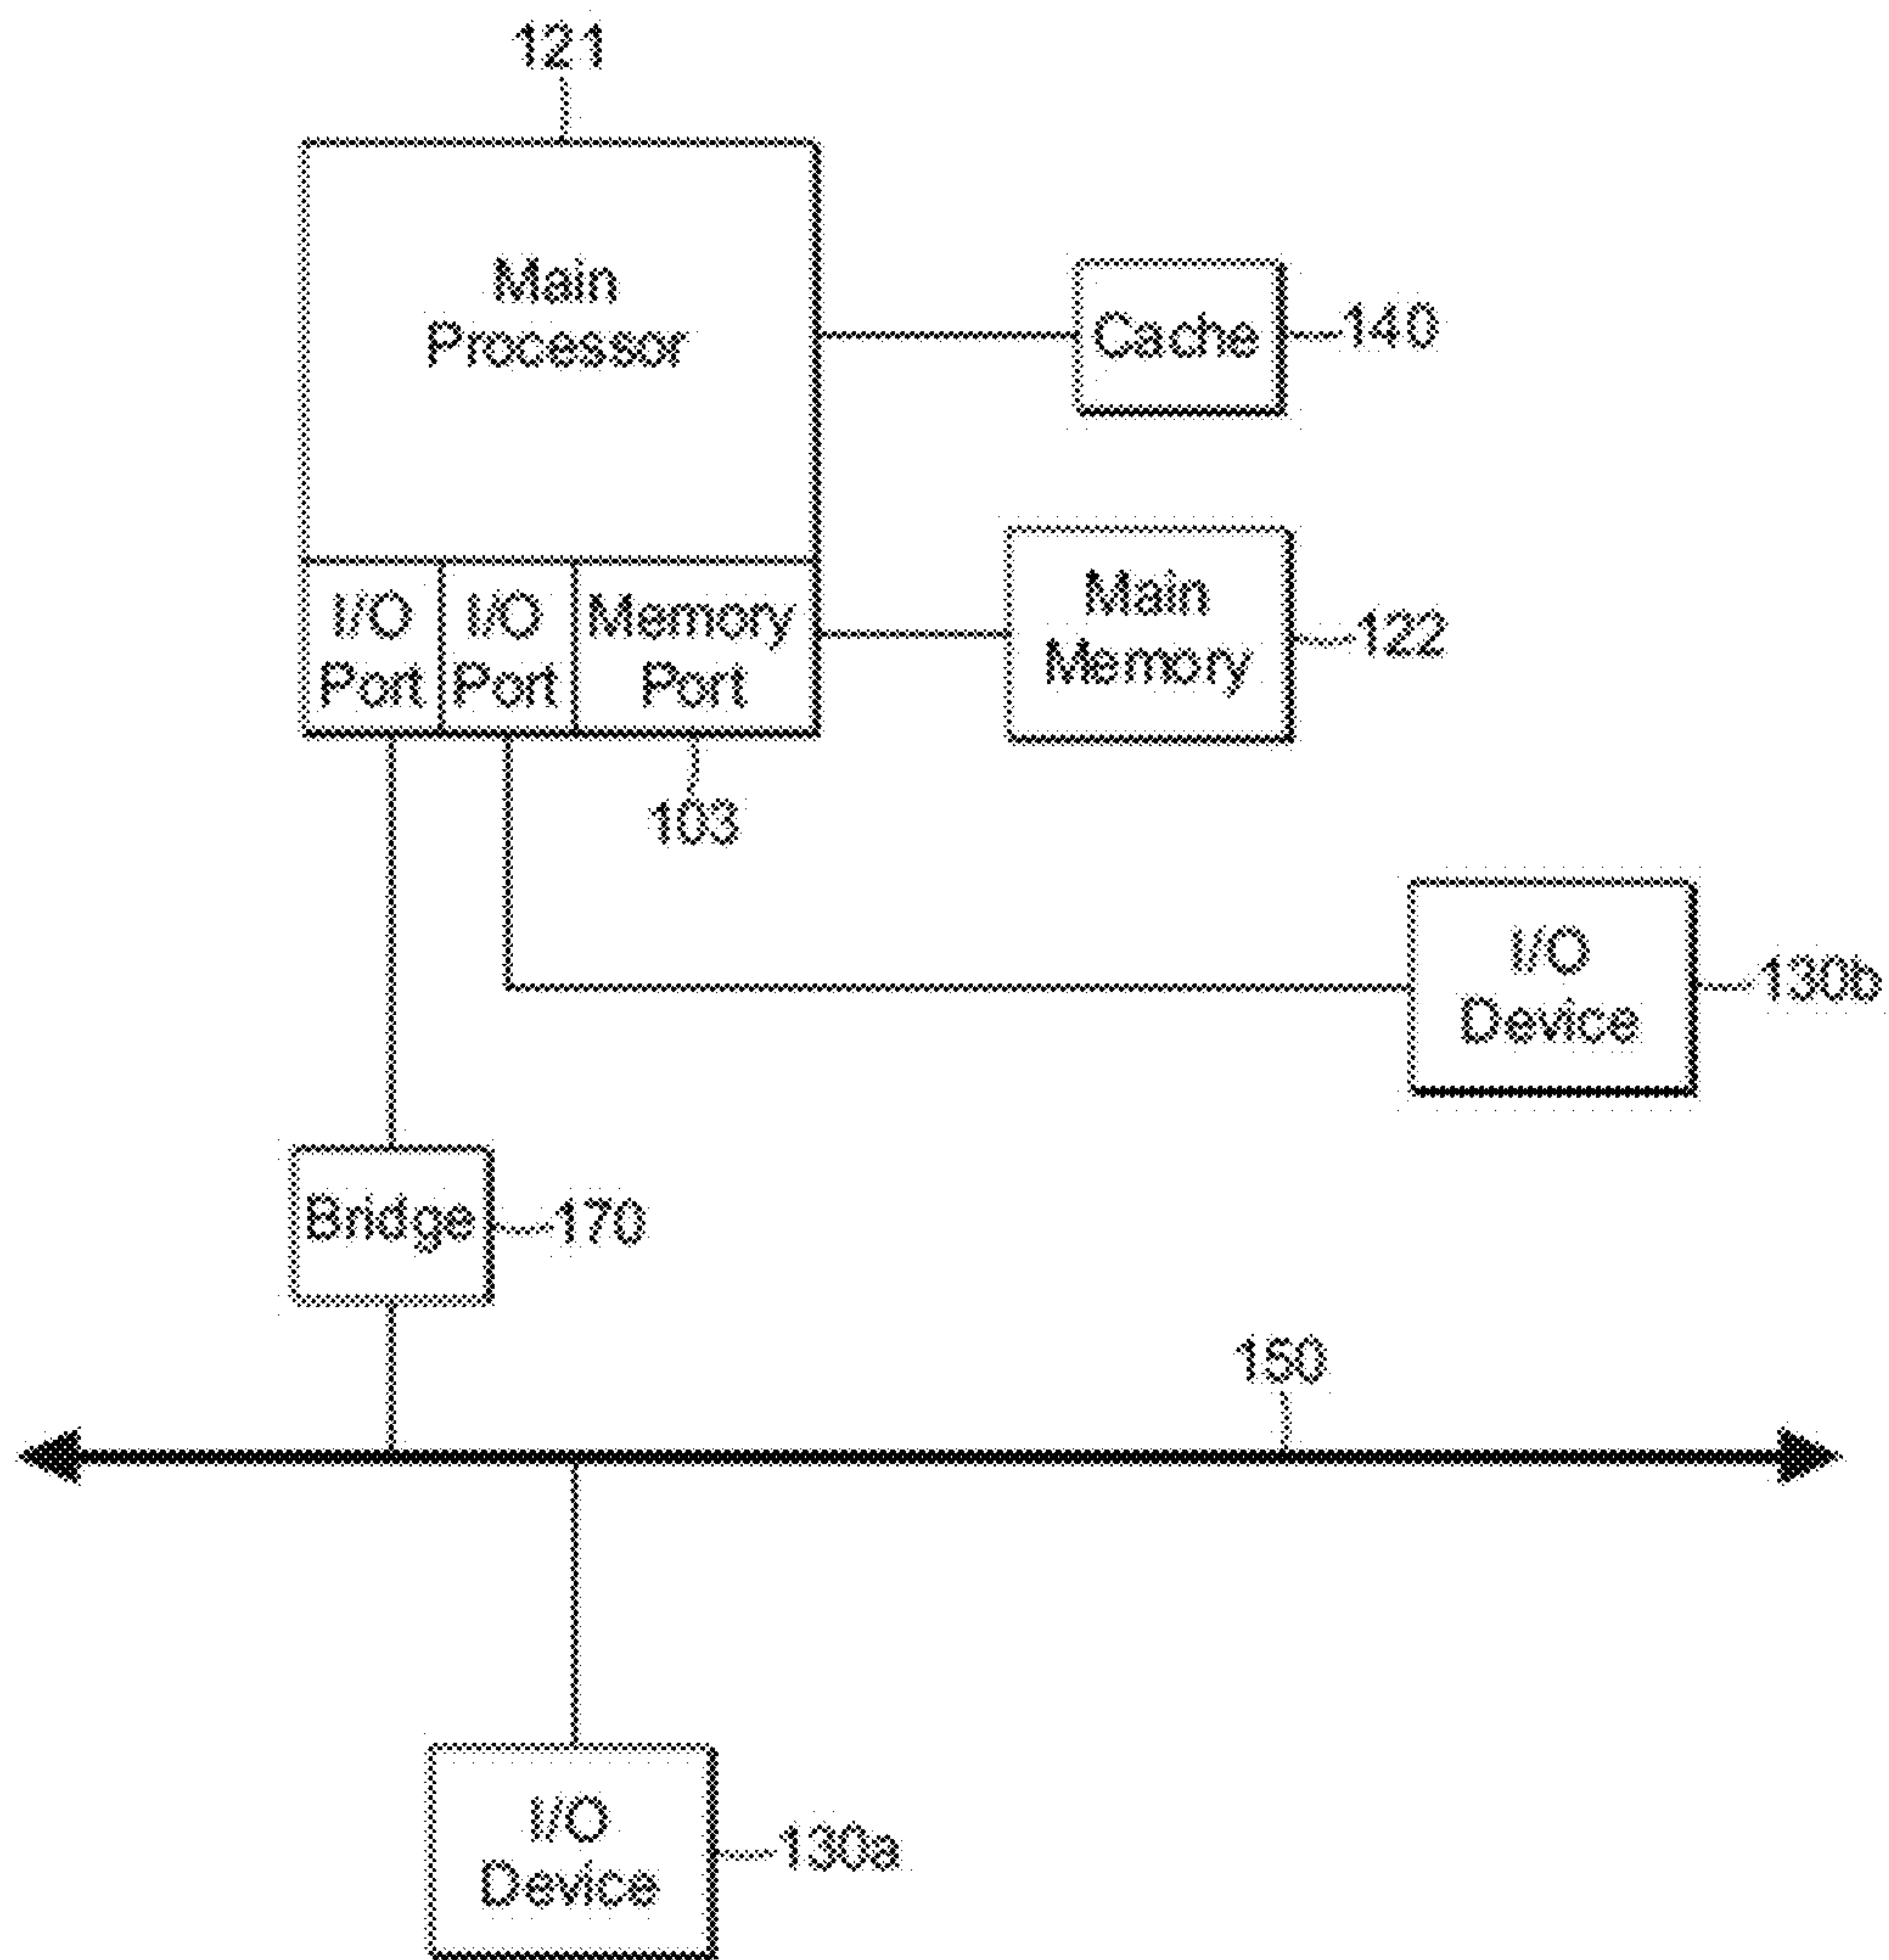 121
Main
Processor
Cache
140
I/O
Port
I/O
Port
Memory
Port
Main
Memory
122
103
I/O
Device
130b
Bridge
170
150
I/O
Device
130a